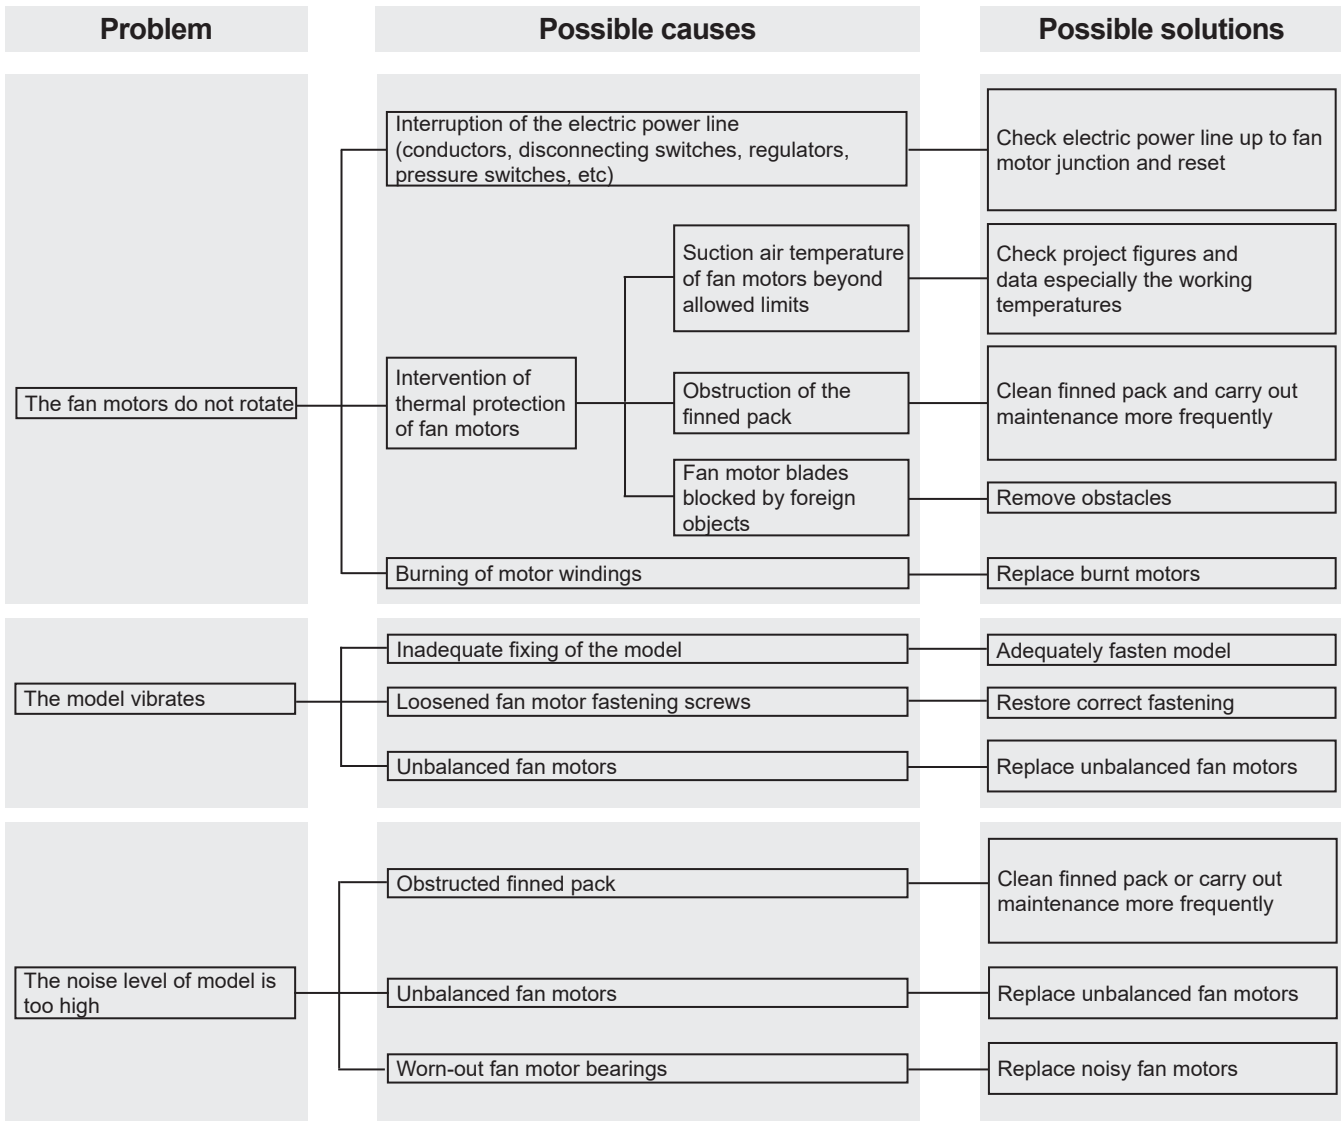 Problem
Possible causes
Possible solutions
The fan motors do not rotate
Interruption of the electric power line
(conductors, disconnecting switches, regulators,
pressure switches, etc)
Check electric power line up to fan
motor junction and reset
Intervention of
thermal protection
of fan motors
Suction air temperature
of fan motors beyond
allowed limits
Check project figures and
data especially the working
temperatures
Obstruction of the
finned pack
Clean finned pack and carry out
maintenance more frequently
Fan motor blades
blocked by foreign
objects
Remove obstacles
Burning of motor windings
Replace burnt motors
The model vibrates
Inadequate fixing of the model
Adequately fasten model
Loosened fan motor fastening screws
Restore correct fastening
Unbalanced fan motors
Replace unbalanced fan motors
The noise level of model is
too high
Obstructed finned pack
Clean finned pack or carry out
maintenance more frequently
Unbalanced fan motors
Replace unbalanced fan motors
Worn-out fan motor bearings
Replace noisy fan motors